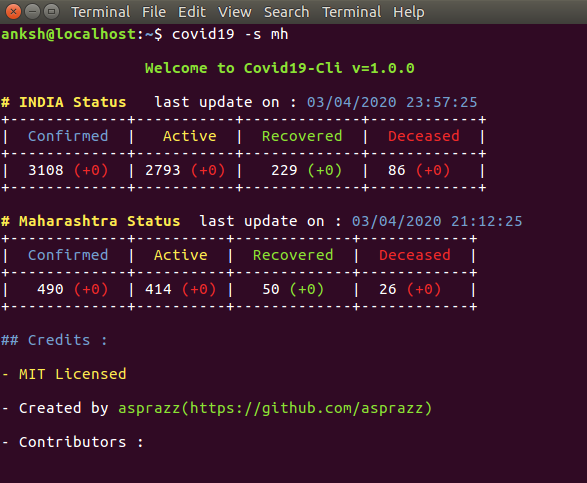 Terminal File Edit View Search Terminal Help
anksh@localhost:~$ covid19 -s mh
Welcome to Covid19-Cli v=1.0.0
# INDIA Status last update on : 03/04/2020 23:57:25
+-------------+-----------+-------------+------------+
| Confirmed | Active | Recovered | Deceased |
+-------------+-----------+-------------+------------+
| 3108 (+0) | 2793 (+0) | 229 (+0) | 86 (+0) |
+-------------+-----------+-------------+------------+
# Maharashtra Status last update on : 03/04/2020 21:12:25
+-------------+----------+-------------+------------+
| Confirmed | Active | Recovered | Deceased |
+-------------+----------+-------------+------------+
| 490 (+0) | 414 (+0) | 50 (+0) | 26 (+0) |
+-------------+----------+-------------+------------+
## Credits :
- MIT Licensed
- Created by asprazz(https://github.com/asprazz)
- Contributors :